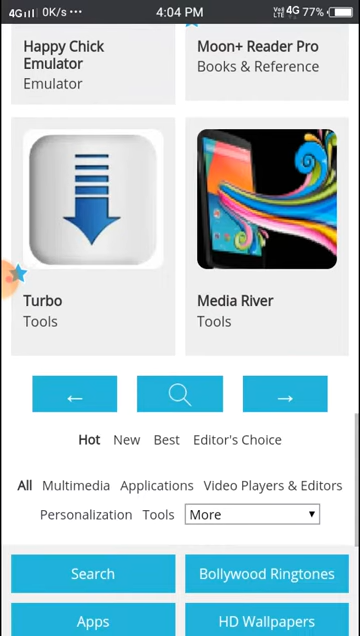 4G 0K/s ... 4:04 PM VoD LTE 4G 77%
Happy Chick
Emulator
Emulator
Moon+ Reader Pro
Books & Reference
Turbo
Tools
Media River
Tools
← →
Hot New Best Editor's Choice
All Multimedia Applications Video Players & Editors
Personalization Tools More
Search Bollywood Ringtones
Apps HD Wallpapers